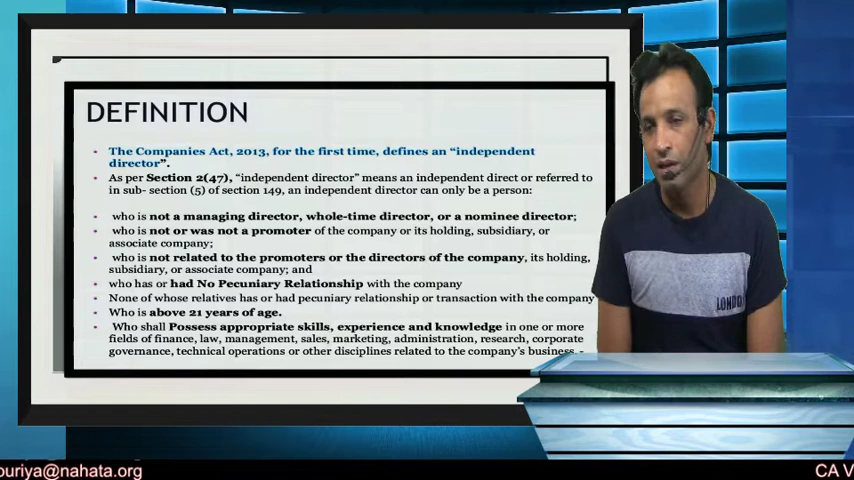 DEFINITION
The Companies Act, 2013, for the first time, defines an “independent
director”.
As per Section 2(47), “independent director” means an independent direct or referred to
in sub- section (5) of section 149, an independent director can only be a person:
who is not a managing director, whole-time director, or a nominee director;
who is not or was not a promoter of the company or its holding, subsidiary, or
associate company;
who is not related to the promoters or the directors of the company, its holding,
subsidiary, or associate company; and
who has or had No Pecuniary Relationship with the company
None of whose relatives has or had pecuniary relationship or transaction with the company
Who is above 21 years of age.
Who shall Possess appropriate skills, experience and knowledge in one or more
fields of finance, law, management, sales, marketing, administration, research, corporate
governance, technical operations or other disciplines related to the company's business. -
LONDO
ouriya@nahata.org
CA V